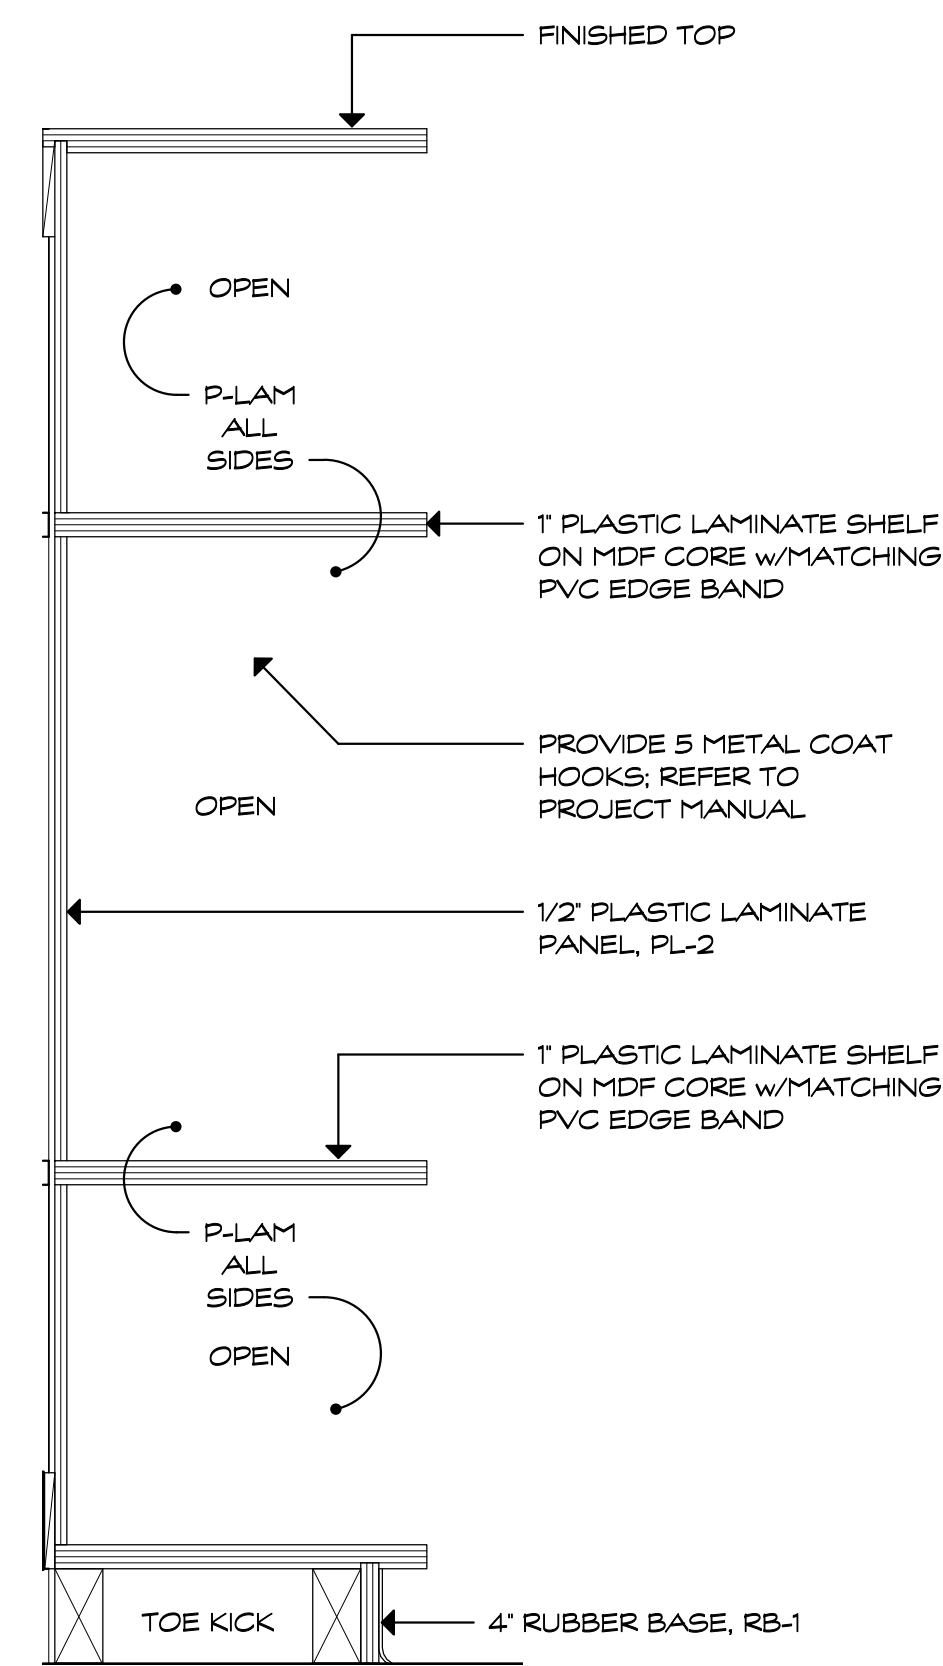 FINISHED TOP
OPEN
P-LAM
ALL
SIDES
1" PLASTIC LAMINATE SHELF
ON MDF CORE w/MATCHING
PVC EDGE BAND
PROVIDE 5 METAL COAT
HOOKS; REFER TO
PROJECT MANUAL
OPEN
1/2" PLASTIC LAMINATE
PANEL, PL-2
1" PLASTIC LAMINATE SHELF
ON MDF CORE w/MATCHING
PVC EDGE BAND
P-LAM
ALL
SIDES
OPEN
TOE KICK
4" RUBBER BASE, RB-1